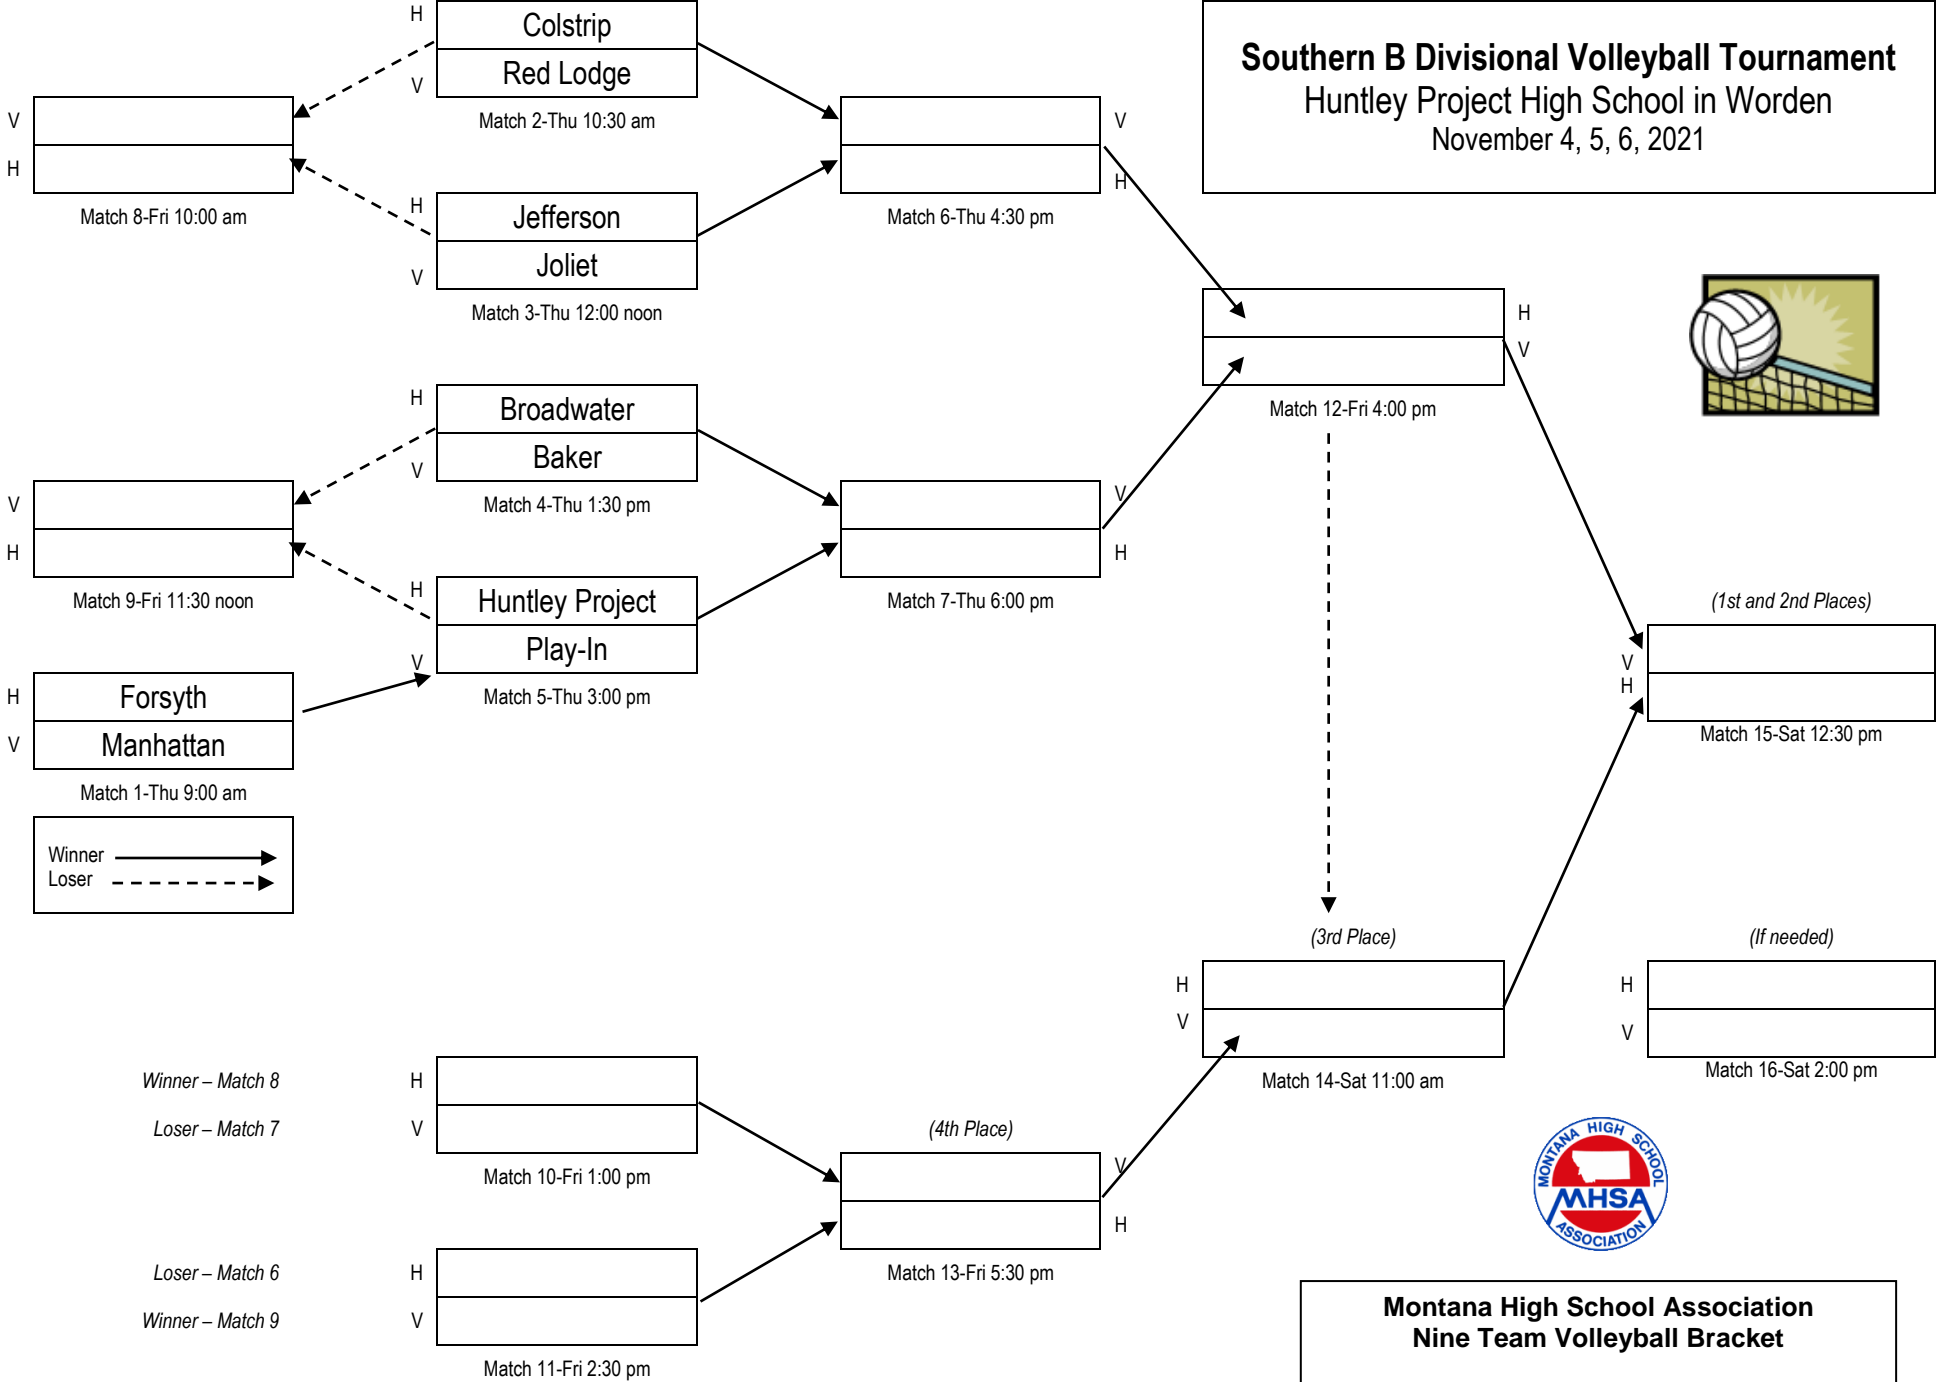 H
Colstrip
Red Lodge
V
Match 2-Thu 10:30 am
Southern B Divisional Volleyball Tournament
Huntley Project High School in Worden
November 4, 5, 6, 2021
V
H
Match 8-Fri 10:00 am
H
Jefferson
Joliet
V
Match 3-Thu 12:00 noon
V
H
Match 6-Thu 4:30 pm
H
V
Match 12-Fri 4:00 pm
H
Broadwater
Baker
V
Match 4-Thu 1:30 pm
V
H
Match 9-Fri 11:30 noon
V
H
Match 7-Thu 6:00 pm
H
Huntley Project
Play-In
V
Match 5-Thu 3:00 pm
H
Forsyth
V
Manhattan
Match 1-Thu 9:00 am
(1st and 2nd Places)
V
H
Match 15-Sat 12:30 pm
Winner
Loser
(3rd Place)
H
V
Match 14-Sat 11:00 am
(If needed)
H
V
Match 16-Sat 2:00 pm
Winner – Match 8
H
Loser – Match 7
V
Match 10-Fri 1:00 pm
(4th Place)
V
H
Match 13-Fri 5:30 pm
Loser – Match 6
H
Winner – Match 9
V
Match 11-Fri 2:30 pm
MONTANA HIGH SCHOOL
MHSA
ASSOCIATION
Montana High School Association
Nine Team Volleyball Bracket